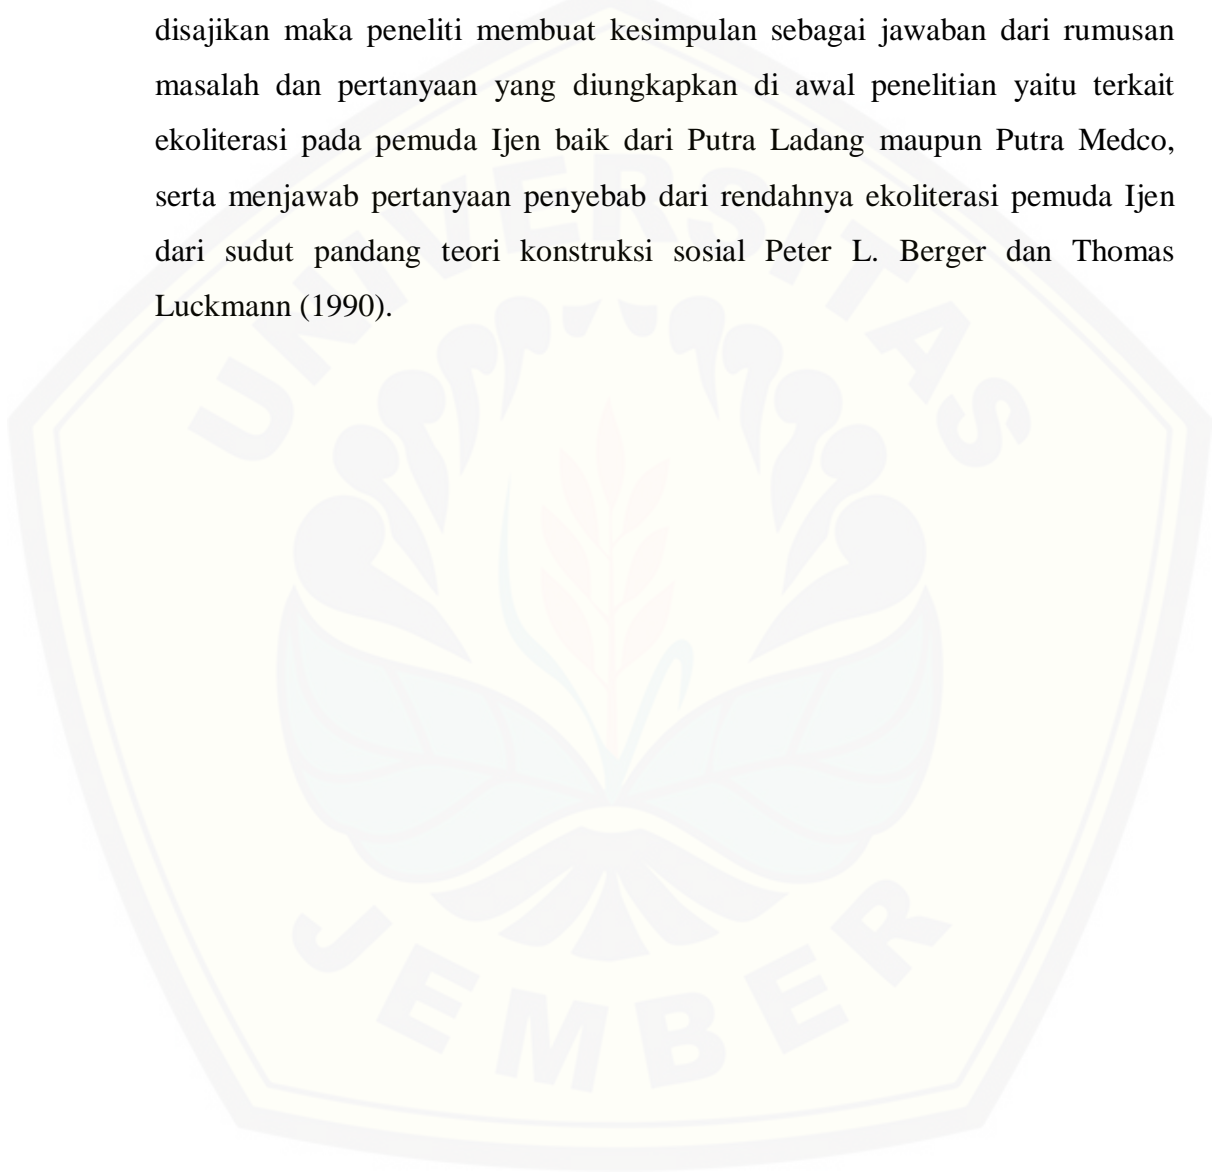 disajikan maka peneliti membuat kesimpulan sebagai jawaban dari rumusan
masalah dan pertanyaan yang diungkapkan di awal penelitian yaitu terkait
ekoliterasi pada pemuda Ijen baik dari Putra Ladang maupun Putra Medco,
serta menjawab pertanyaan penyebab dari rendahnya ekoliterasi pemuda Ijen
dari sudut pandang teori konstruksi sosial Peter L. Berger dan Thomas
Luckmann (1990).
UNIVERSITAS
JEMBER